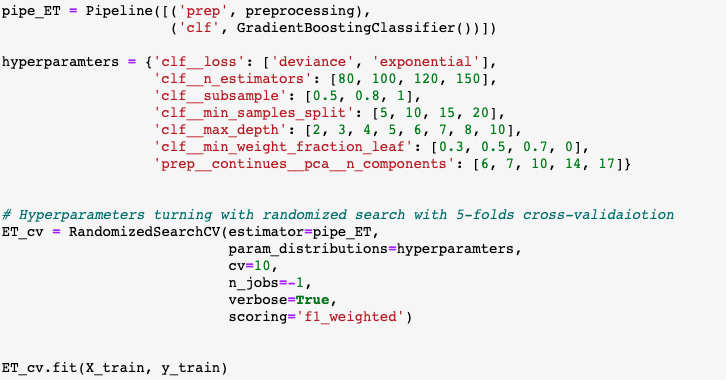 pipe_ET = Pipeline([('prep', preprocessing),
                    ('clf', GradientBoostingClassifier())])

hyperparamters = {'clf__loss': ['deviance', 'exponential'],
                  'clf__n_estimators': [80, 100, 120, 150],
                  'clf__subsample': [0.5, 0.8, 1],
                  'clf__min_samples_split': [5, 10, 15, 20],
                  'clf__max_depth': [2, 3, 4, 5, 6, 7, 8, 10],
                  'clf__min_weight_fraction_leaf': [0.3, 0.5, 0.7, 0],
                  'prep__continues__pca__n_components': [6, 7, 10, 14, 17]}

# Hyperparameters turning with randomized search with 5-folds cross-validaiotion
ET_cv = RandomizedSearchCV(estimator=pipe_ET,
                           param_distributions=hyperparamters,
                           cv=10,
                           n_jobs=-1,
                           verbose=True,
                           scoring='f1_weighted')

ET_cv.fit(X_train, y_train)